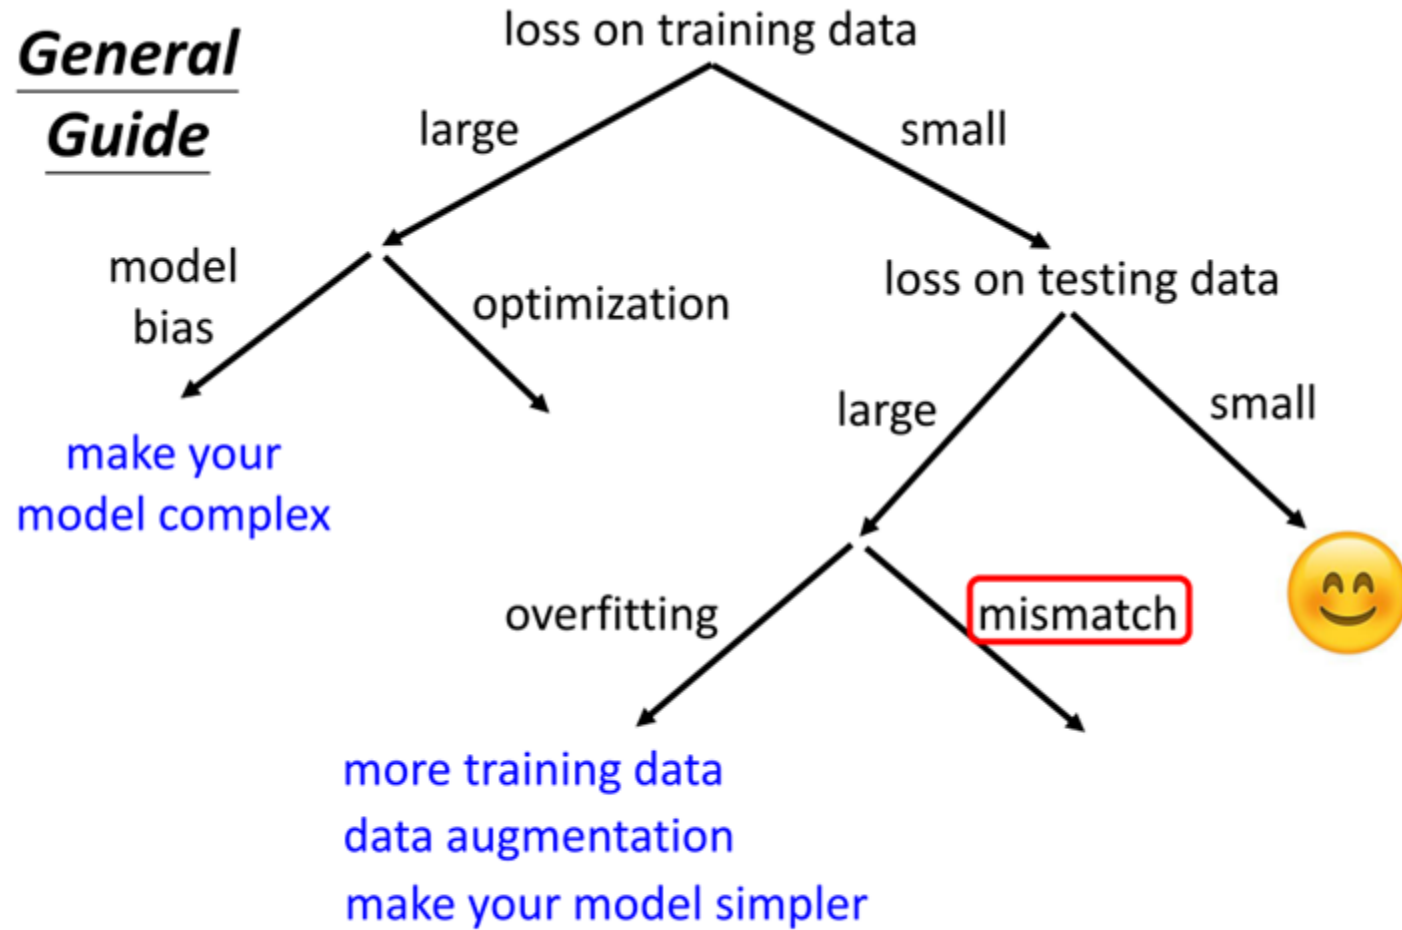 General
Guide
loss on training data
large
small
model
bias
optimization
loss on testing data
make your
model complex
large
small
overfitting
mismatch
more training data
data augmentation
make your model simpler